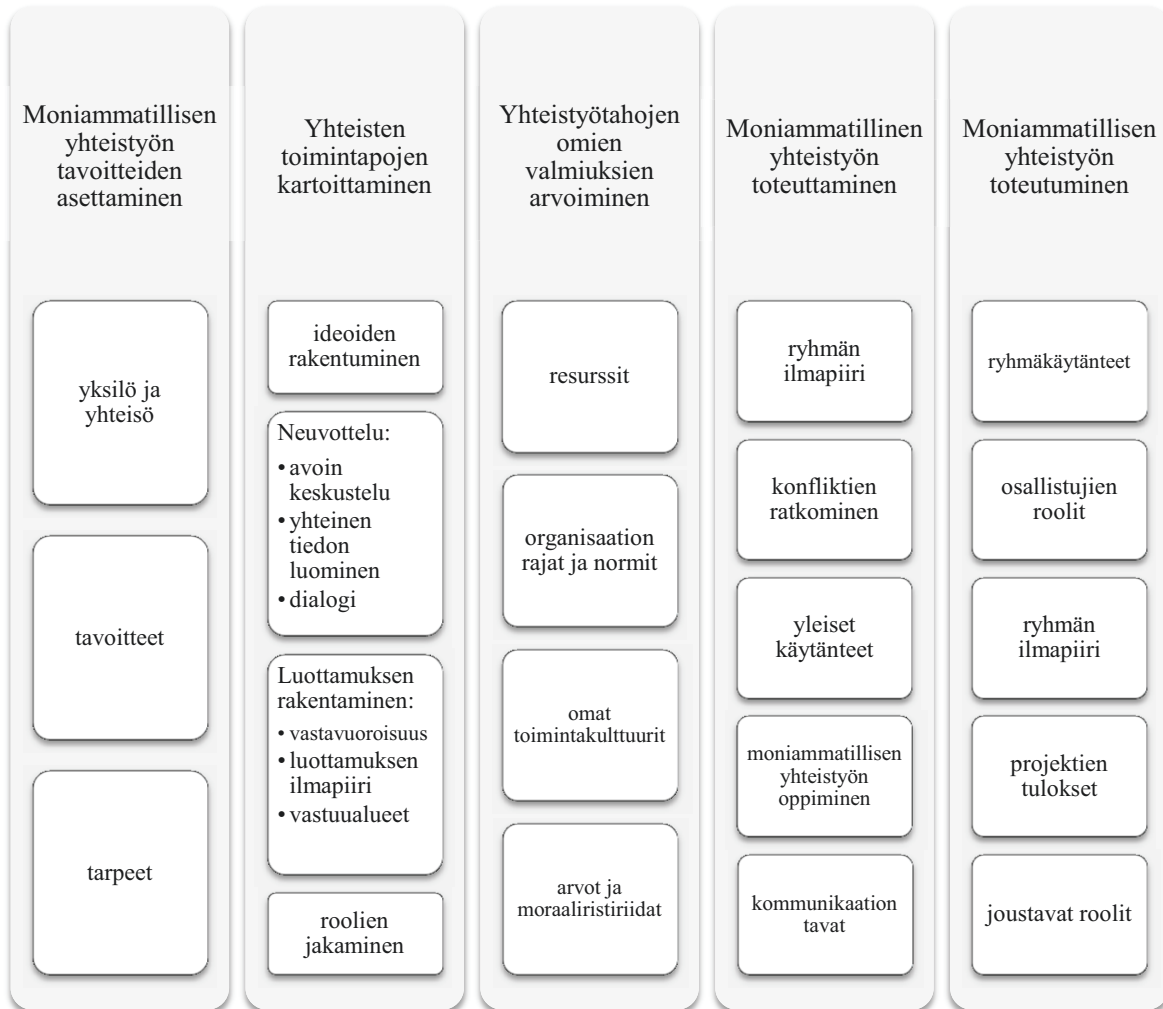 Moniammatillisen
yhteistyön
tavoitteiden
asettaminen
yksilö ja
yhteisö
tavoitteet
tarpeet
Yhteisten
toimintapojen
kartoittaminen
ideoiden
rakentuminen
Neuvottelu:
• avoin
keskustelu
• yhteinen
tiedon
luominen
• dialogi
Luottamuksen
rakentaminen:
• vastavuoroisuus
• luottamuksen
ilmapiiri
• vastuualueet
roolien
jakaminen
Yhteistyötahojen
omien
valmiuksien
arvoiminen
resurssit
organisaation
rajat ja normit
omat
toimintakulttuurit
arvot ja
moraaliristiriidat
Moniammatillinen
yhteistyön
toteuttaminen
ryhmän
ilmapiiri
konfliktien
ratkominen
yleiset
käytänteet
moniammatillisen
yhteistyön
oppiminen
kommunikaation
tavat
Moniammatillisen
yhteistyön
toteutuminen
ryhmäkäytänteet
osallistujien
roolit
ryhmän
ilmapiiri
projektien
tulokset
joustavat roolit